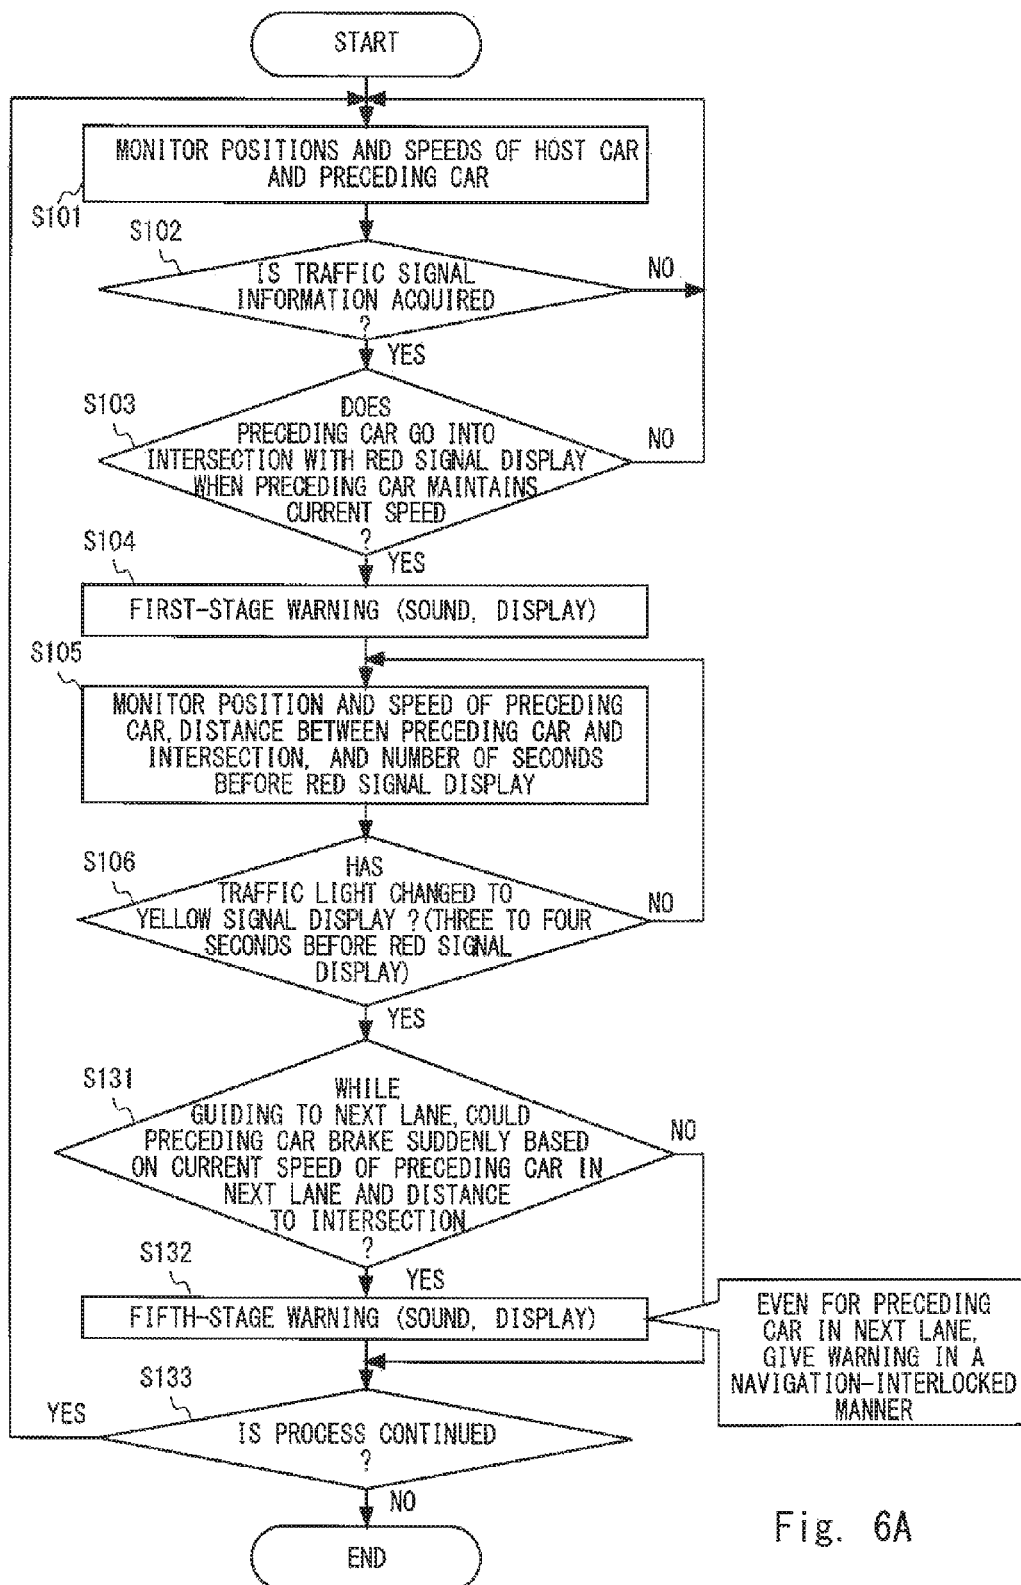 START
MONITOR POSITIONS AND SPEEDS OF HOST CAR
AND PRECEDING CAR
S101
S102
IS TRAFFIC SIGNAL
INFORMATION ACQUIRED
?
NO
YES
S103
DOES
PRECEDING CAR GO INTO
INTERSECTION WITH RED SIGNAL DISPLAY
WHEN PRECEDING CAR MAINTAINS
CURRENT SPEED
?
NO
YES
S104
FIRST-STAGE WARNING (SOUND, DISPLAY)
S105
MONITOR POSITION AND SPEED OF PRECEDING
CAR, DISTANCE BETWEEN PRECEDING CAR AND
INTERSECTION, AND NUMBER OF SECONDS
BEFORE RED SIGNAL DISPLAY
S106
HAS
TRAFFIC LIGHT CHANGED TO
YELLOW SIGNAL DISPLAY ? (THREE TO FOUR
SECONDS BEFORE RED SIGNAL
DISPLAY)
NO
YES
S131
WHILE
GUIDING TO NEXT LANE, COULD
PRECEDING CAR BRAKE SUDDENLY BASED
ON CURRENT SPEED OF PRECEDING CAR IN
NEXT LANE AND DISTANCE
TO INTERSECTION
?
NO
YES
S132
FIFTH-STAGE WARNING (SOUND, DISPLAY)
EVEN FOR PRECEDING
CAR IN NEXT LANE,
GIVE WARNING IN A
NAVIGATION-INTERLOCKED
MANNER
S133
YES
IS PROCESS CONTINUED
?
NO
END
Fig. 6A